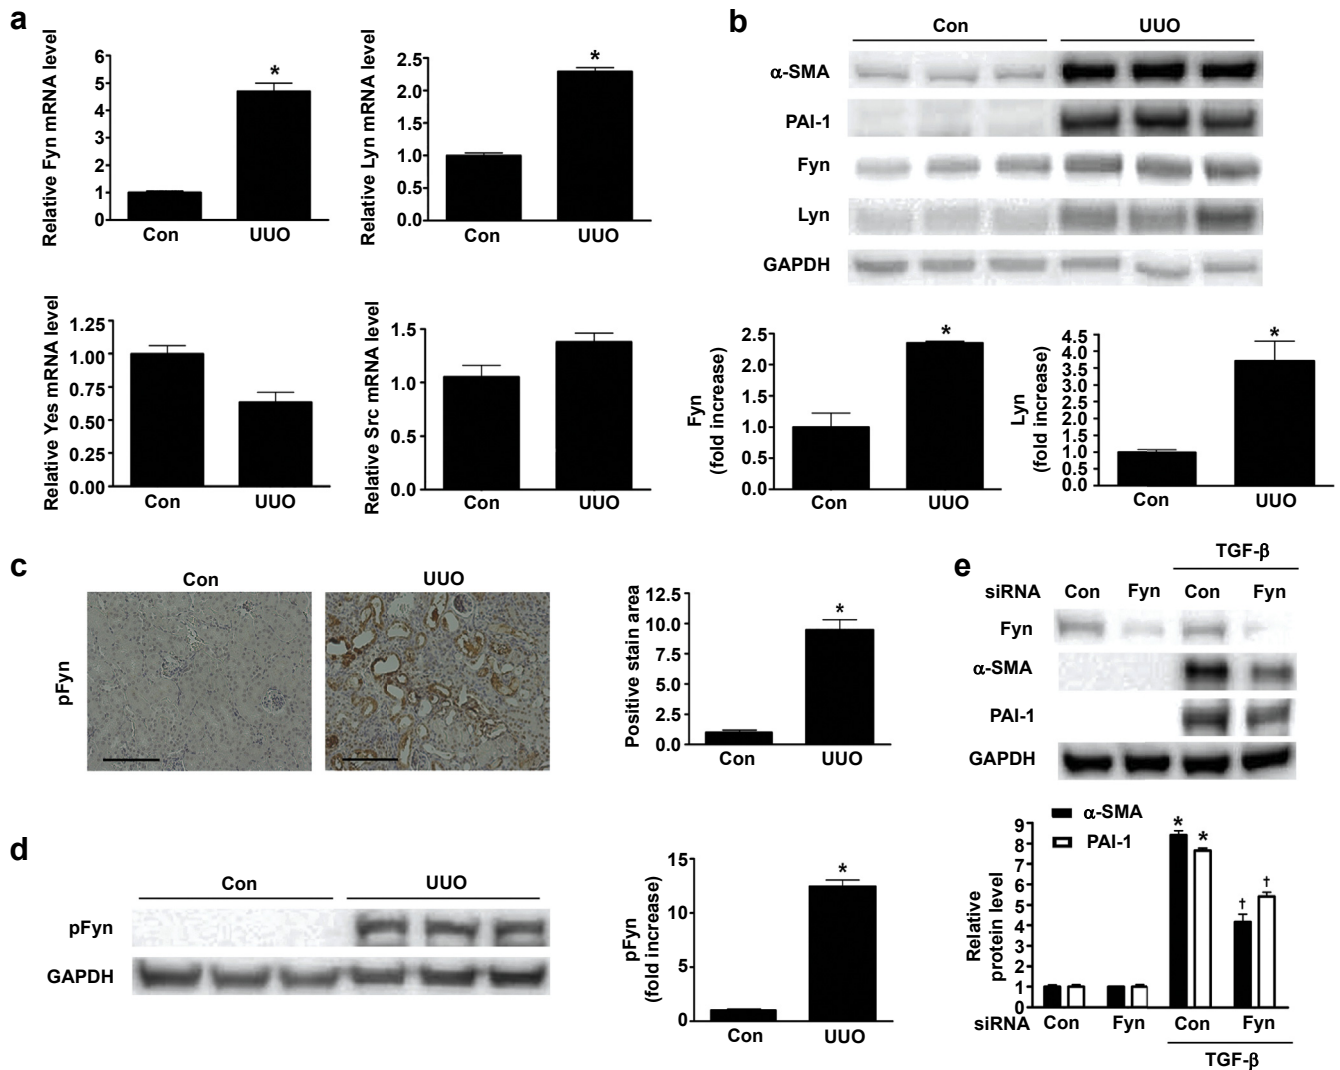 a
Relative Fyn mRNA level
6
5
4
3
2
1
0
*
Con UUO
Relative Lyn mRNA level
2.5
2.0
1.5
1.0
0.5
0.0
*
Con UUO
Relative Yes mRNA level
1.25
1.00
0.75
0.50
0.25
0.00
Con UUO
Relative Src mRNA level
1.5
1.0
0.5
0.0
Con UUO
b
Con UUO
α-SMA
PAI-1
Fyn
Lyn
GAPDH
Fyn
(fold increase)
2.5
2.0
1.5
1.0
0.5
0.0
*
Con UUO
Lyn
(fold increase)
4.5
4.0
3.5
3.0
2.5
2.0
1.5
1.0
0.5
0.0
*
Con UUO
c
Con UUO
pFyn
Positive stain area
12.5
10.0
7.5
5.0
2.5
0.0
*
Con UUO
d
Con UUO
pFyn
GAPDH
pFyn
(fold increase)
15
10
5
0
*
Con UUO
e
TGF-β
siRNA Con Fyn Con Fyn
Fyn
α-SMA
PAI-1
GAPDH
α-SMA
PAI-1
Relative
protein level
9
8
7
6
5
4
3
2
1
0
* *
† †
siRNA Con Fyn Con Fyn
TGF-β